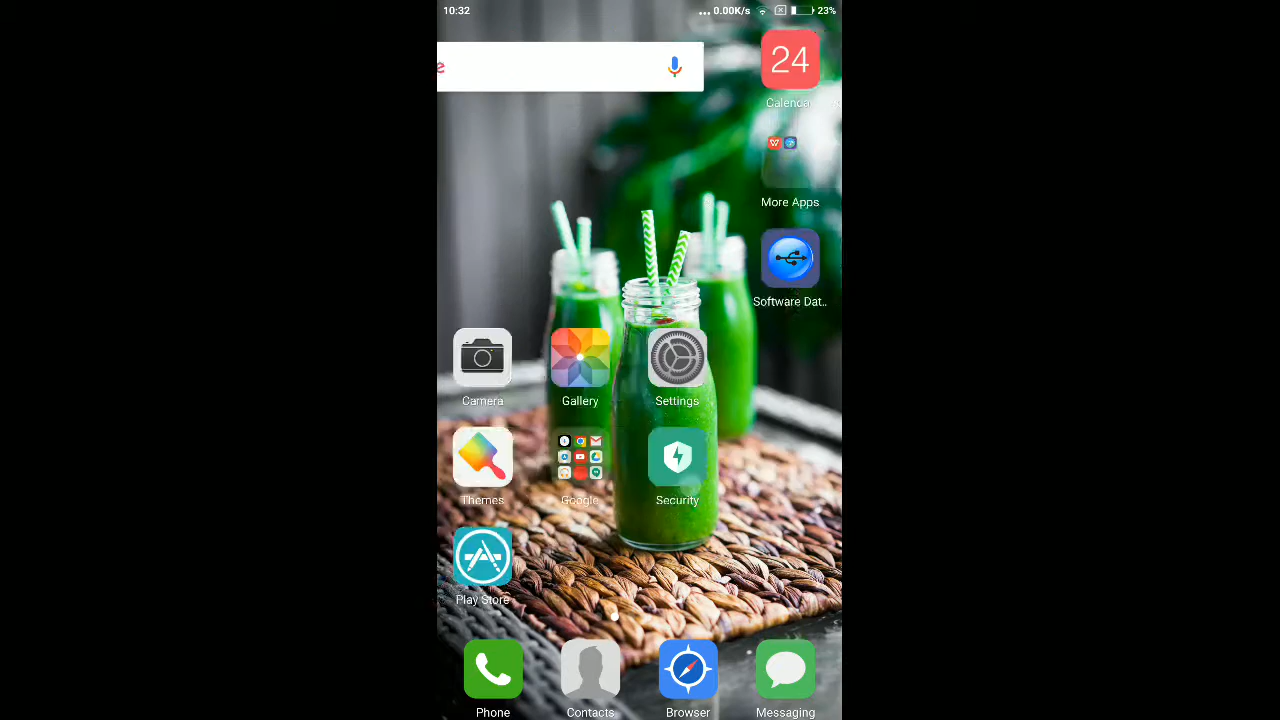 10:32 ... 0.00K/s 23%
e
24
Calenda
More Apps
Software Dat..
Camera Gallery Settings
Themes Google Security
Play Store
Phone Contacts Browser Messaging